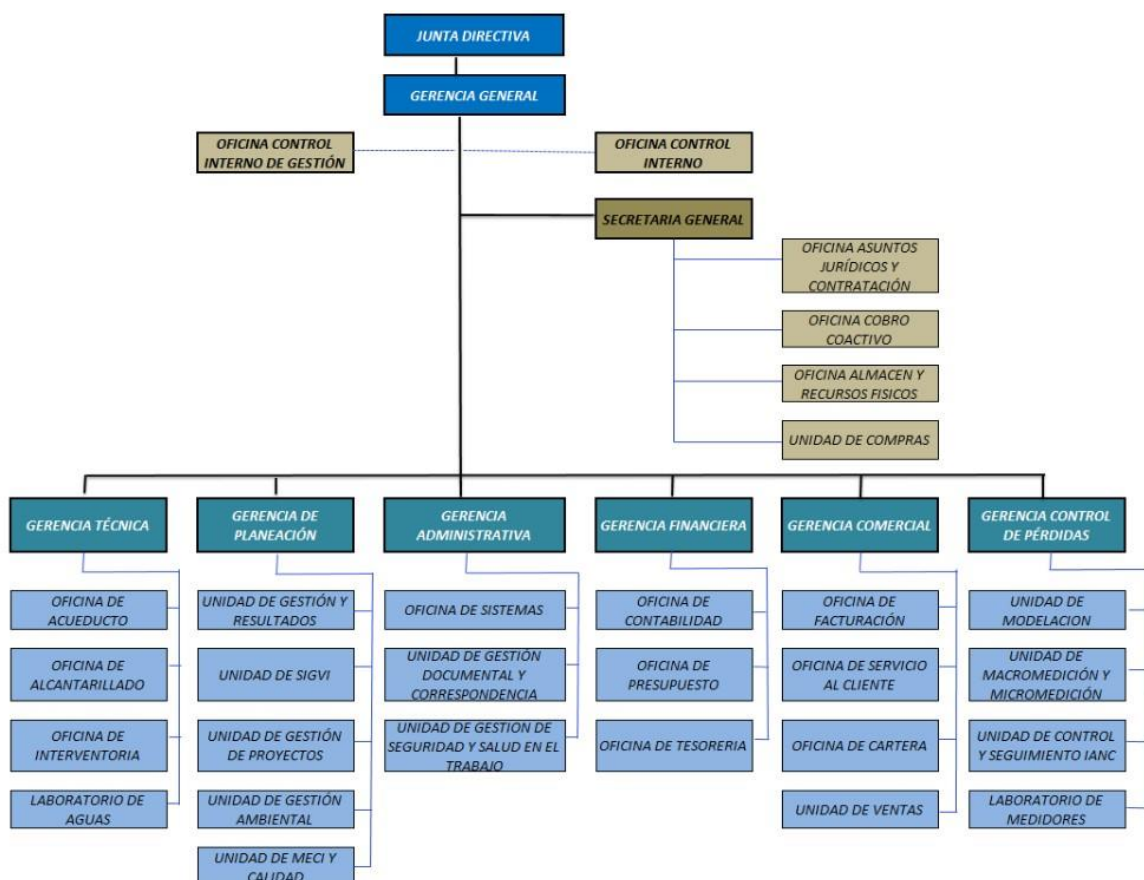 JUNTA DIRECTIVA
GERENCIA GENERAL
OFICINA CONTROL
INTERNO DE GESTIÓN
OFICINA CONTROL
INTERNO
SECRETARIA GENERAL
OFICINA ASUNTOS
JURÍDICOS Y
CONTRATACIÓN
OFICINA COBRO
COACTIVO
OFICINA ALMACEN Y
RECURSOS FISICOS
UNIDAD DE COMPRAS
GERENCIA TÉCNICA
OFICINA DE
ACUEDUCTO
OFICINA DE
ALCANTARILLADO
OFICINA DE
INTERVENTORIA
LABORATORIO DE
AGUAS
GERENCIA DE
PLANEACIÓN
UNIDAD DE GESTIÓN Y
RESULTADOS
UNIDAD DE SIGVI
UNIDAD DE GESTIÓN
DE PROYECTOS
UNIDAD DE GESTIÓN
AMBIENTAL
UNIDAD DE MECI Y
CALIDAD
GERENCIA
ADMINISTRATIVA
OFICINA DE SISTEMAS
UNIDAD DE GESTIÓN
DOCUMENTAL Y
CORRESPONDENCIA
UNIDAD DE GESTION DE
SEGURIDAD Y SALUD EN EL
TRABAJO
GERENCIA FINANCIERA
OFICINA DE
CONTABILIDAD
OFICINA DE
PRESUPUESTO
OFICINA DE TESORERIA
GERENCIA COMERCIAL
OFICINA DE
FACTURACIÓN
OFICINA DE SERVICIO
AL CLIENTE
OFICINA DE CARTERA
UNIDAD DE VENTAS
GERENCIA CONTROL
DE PÉRDIDAS
UNIDAD DE
MODELACION
UNIDAD DE
MACROMEDICIÓN Y
MICROMEDICIÓN
UNIDAD DE CONTROL
Y SEGUIMIENTO IANC
LABORATORIO DE
MEDIDORES